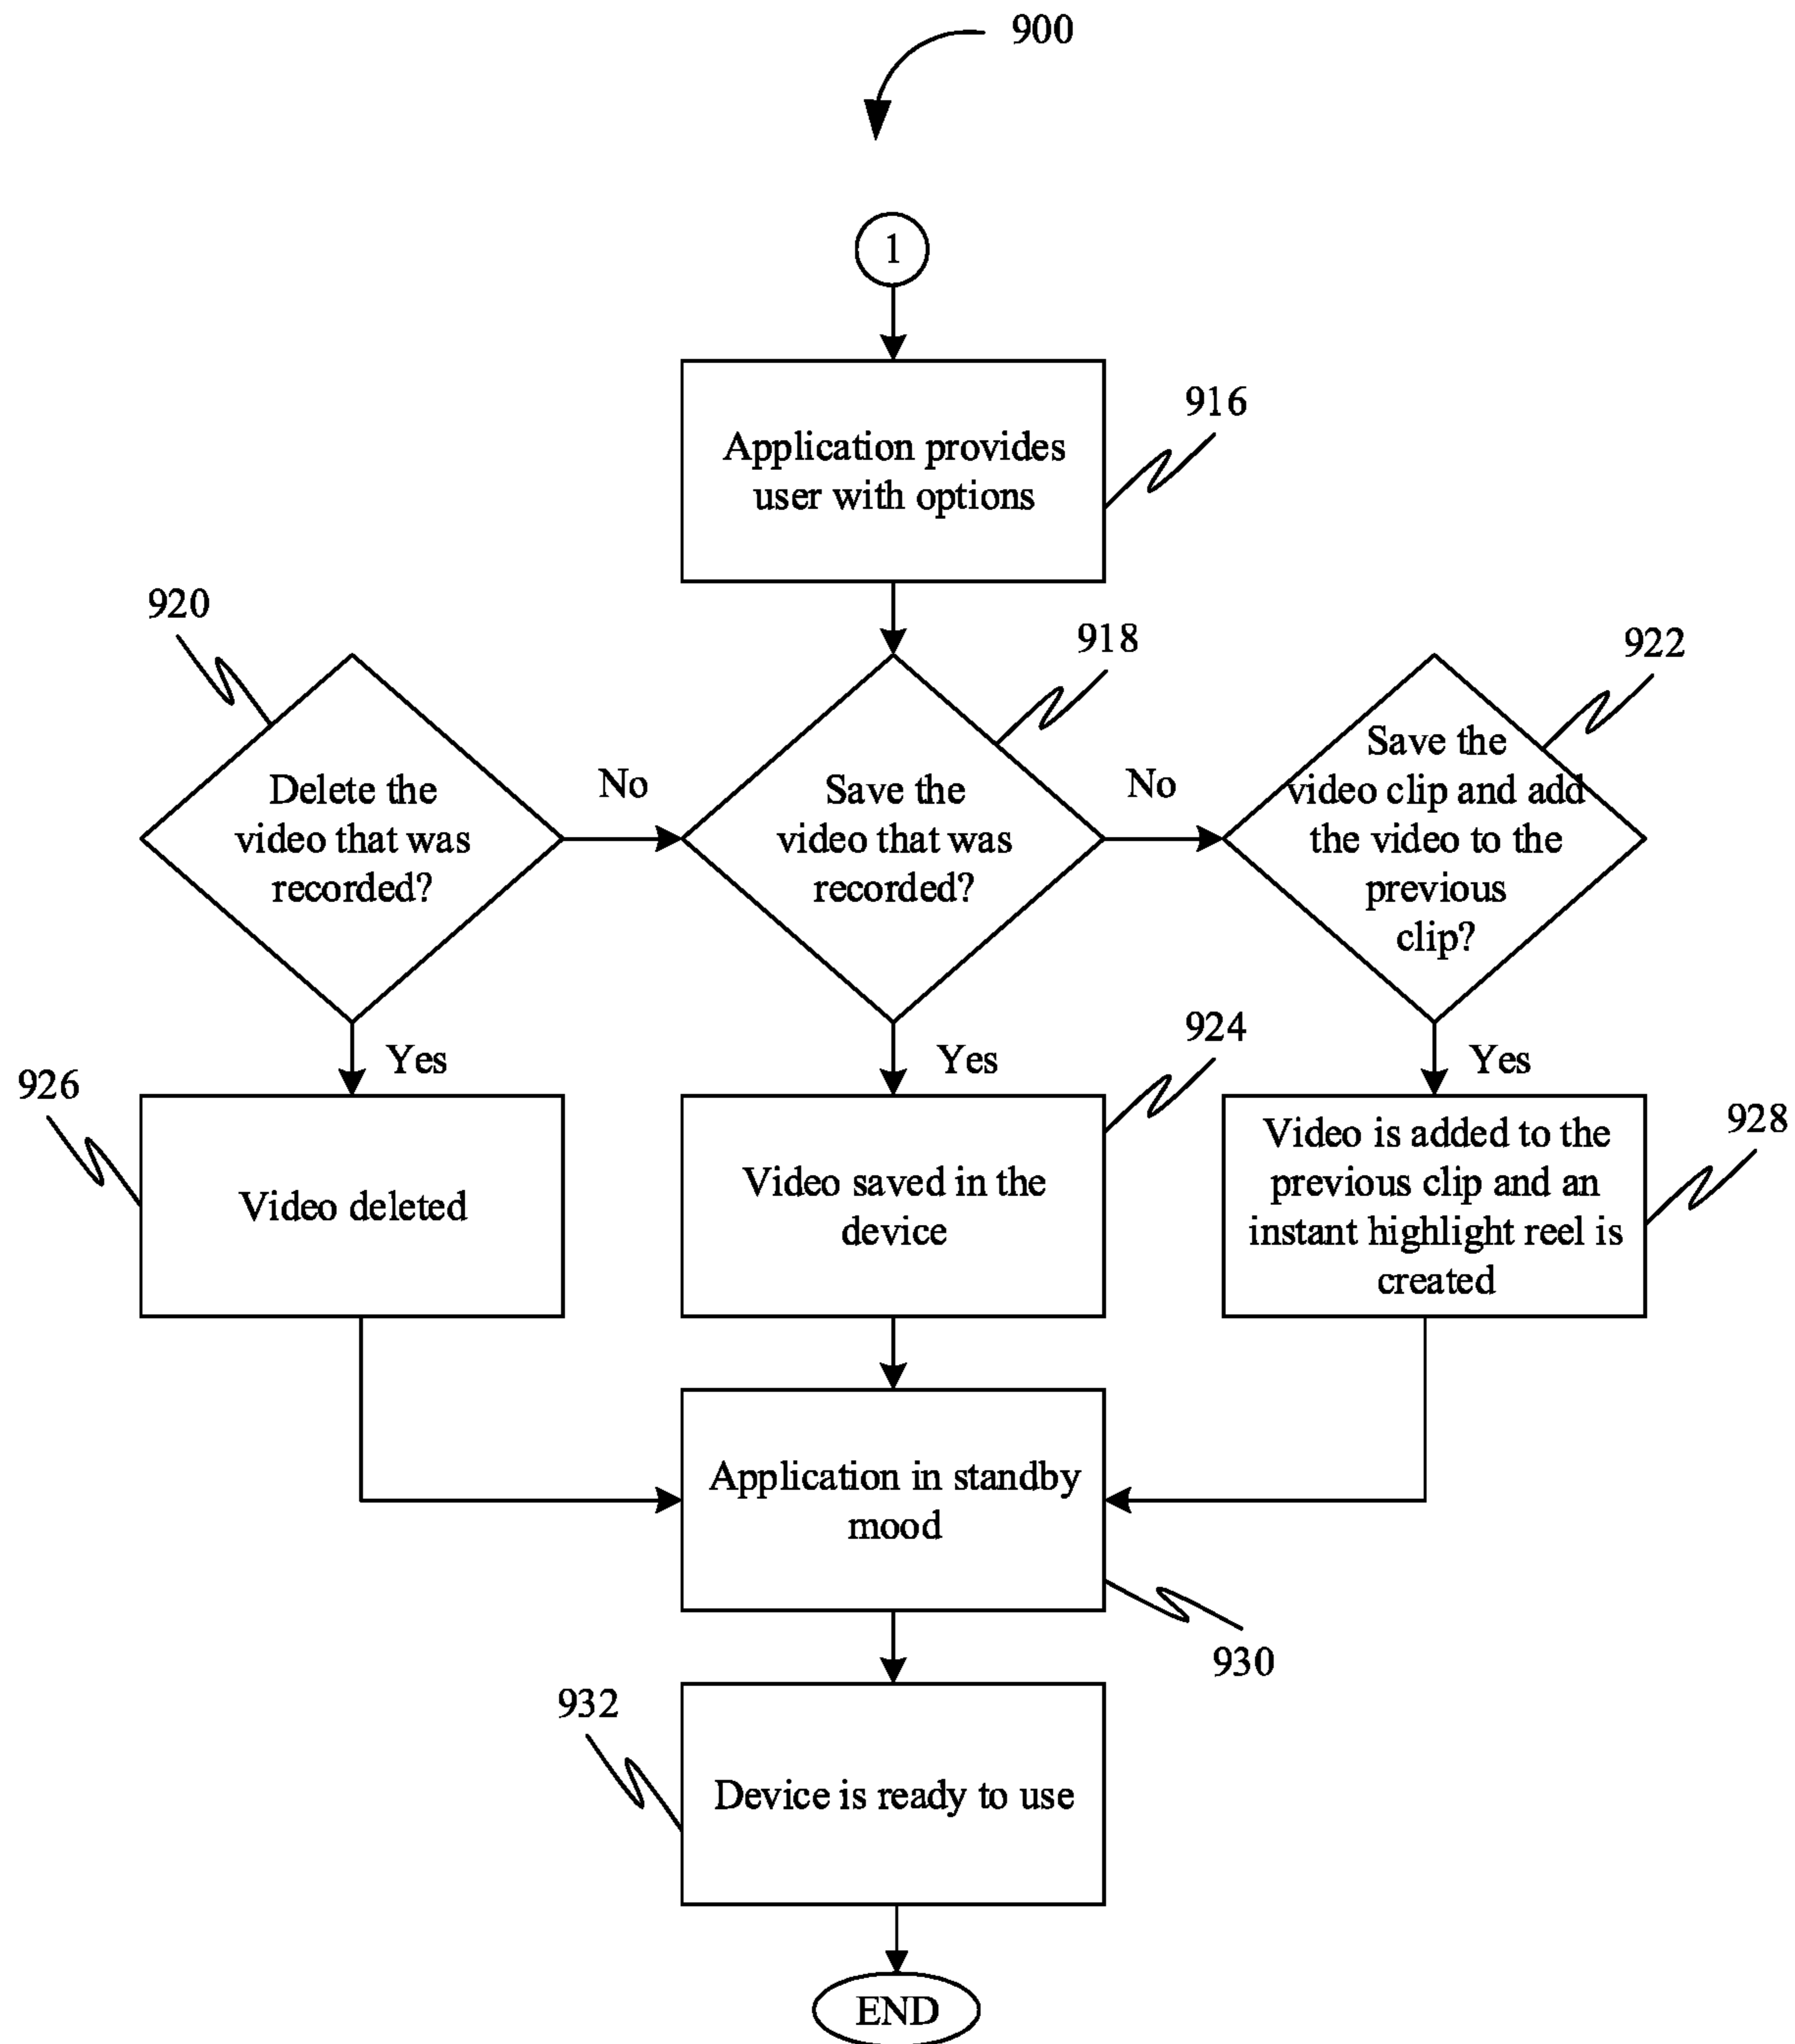 900
1
916
Application provides
user with options
920
918
922
Delete the
video that was
recorded?
No
Save the
video that was
recorded?
No
Save the
video clip and add
the video to the
previous
clip?
Yes
Yes
Yes
926
924
928
Video deleted
Video saved in the
device
Video is added to the
previous clip and an
instant highlight reel is
created
Application in standby
mood
930
932
Device is ready to use
END